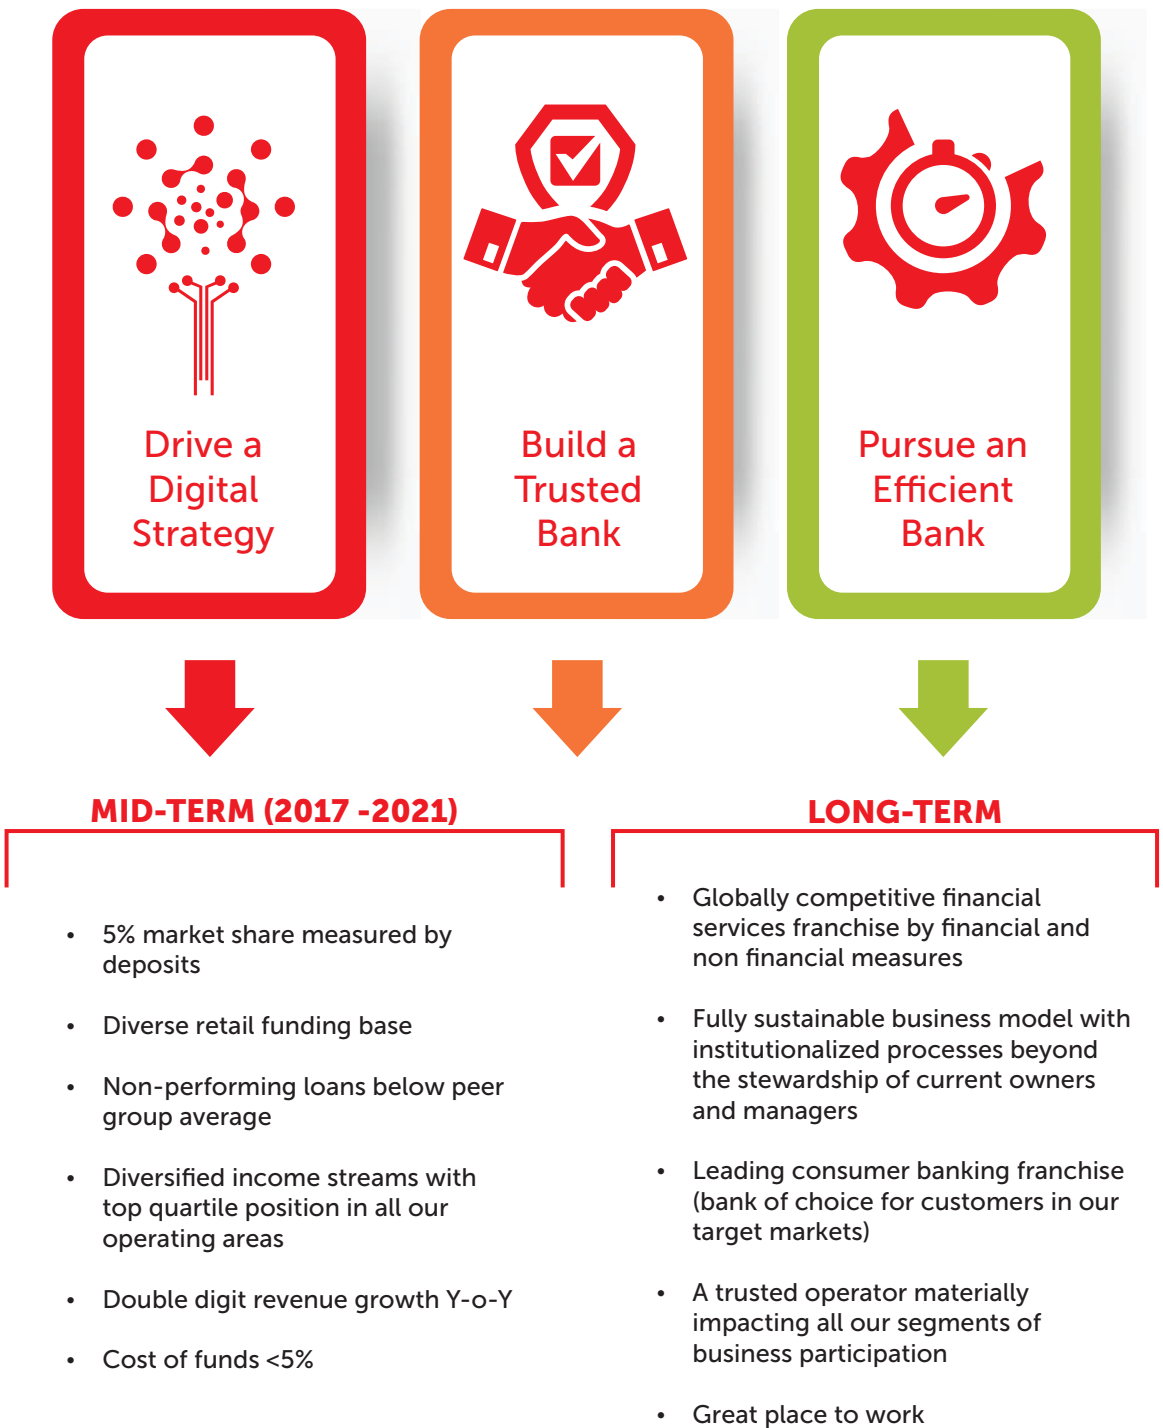 Drive a
Digital
Strategy
Build a
Trusted
Bank
Pursue an
Efficient
Bank
MID-TERM (2017 -2021)
• 5% market share measured by
deposits
• Diverse retail funding base
• Non-performing loans below peer
group average
• Diversified income streams with
top quartile position in all our
operating areas
• Double digit revenue growth Y-o-Y
• Cost of funds <5%
LONG-TERM
• Globally competitive financial
services franchise by financial and
non financial measures
• Fully sustainable business model with
institutionalized processes beyond
the stewardship of current owners
and managers
• Leading consumer banking franchise
(bank of choice for customers in our
target markets)
• A trusted operator materially
impacting all our segments of
business participation
• Great place to work